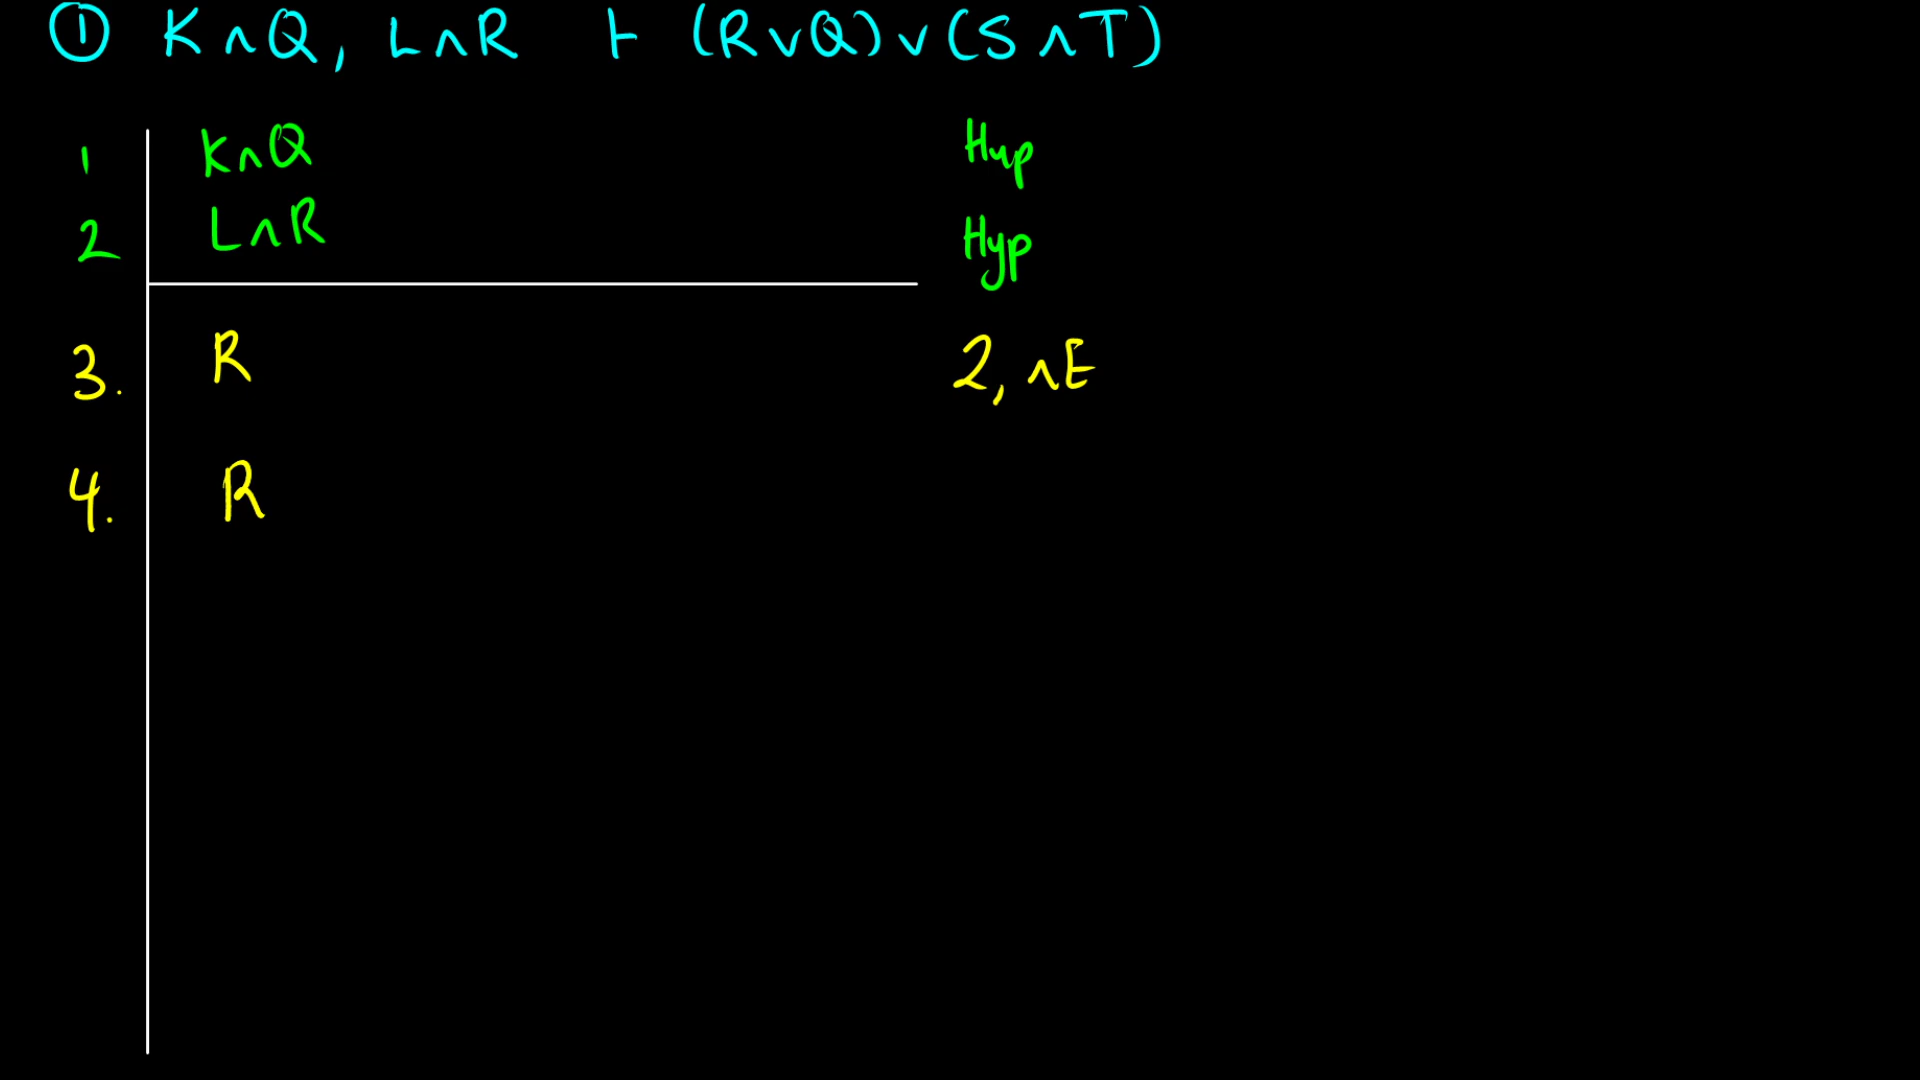 ① K∧Q, L∧R ⊢ (R∨Q)∨(S∧T)
1 K∧Q Hyp
2 L∧R Hyp
3. R 2, ∧E
4. R